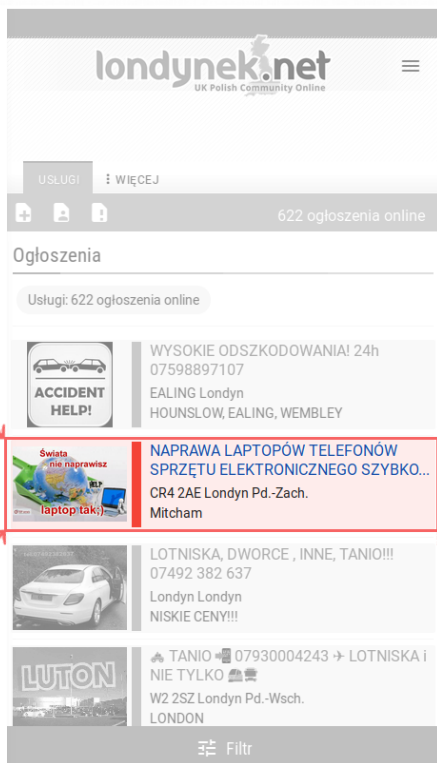 londynek.net
UK Polish Community Online
USŁUGI
WIĘCEJ
622 ogłoszenia online
Ogłoszenia
Usługi: 622 ogłoszenia online
ACCIDENT
HELP!
WYSOKIE ODSZKODOWANIA! 24h
07598897107
EALING Londyn
HOUNSLOW, EALING, WEMBLEY
Świata
nie naprawisz
HELP
laptop tak;)
NAPRAWA LAPTOPÓW TELEFONÓW
SPRZĘTU ELEKTRONICZNEGO SZYBKO...
CR4 2AE Londyn Pd.-Zach.
Mitcham
LOTNISKA, DWORCE , INNE, TANIO!!!
07492 382 637
Londyn Londyn
NISKIE CENY!!!
LUTON
🚕 TANIO 📲 07930004243 ✈ LOTNISKA i
NIE TYLKO
W2 2SZ Londyn Pd.-Wsch.
LONDON
Filtr